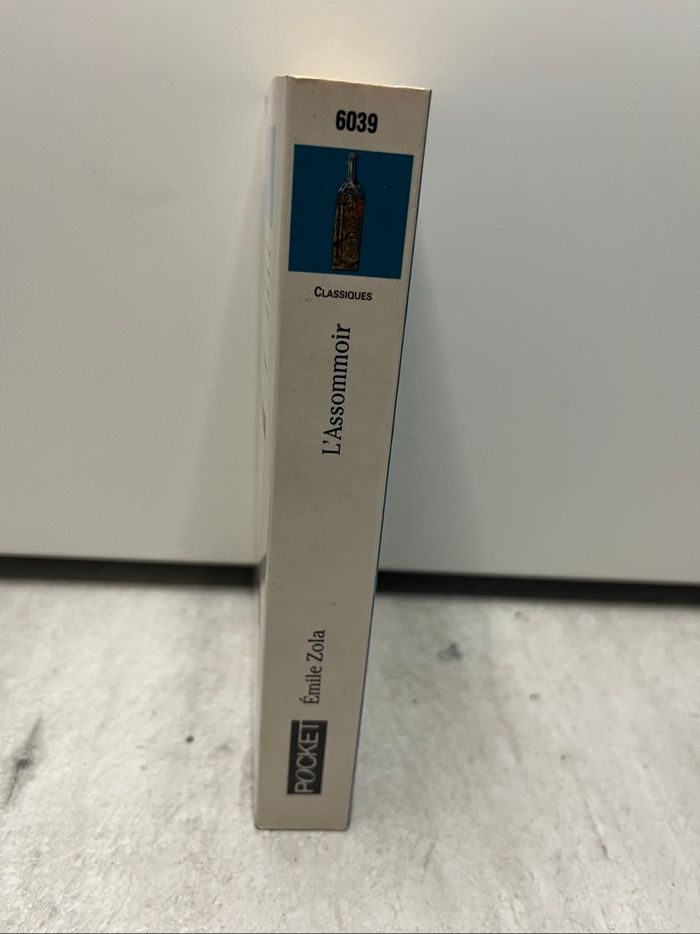 6039
CLASSIQUES
L'Assommoir
Émile Zola
POCKET